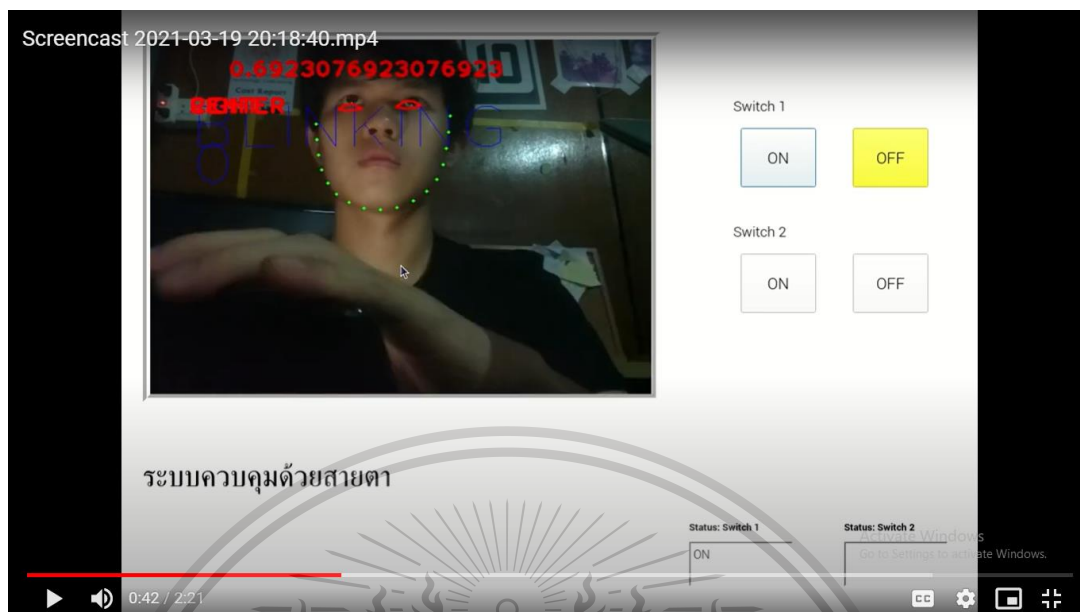 Screencast 2021-03-19 20:18:40.mp4
0.6923076923076923
BLINKING
Switch 1
ON
OFF
Switch 2
ON
OFF
ระบบควบคุมด้วยสายตา
Status: Switch 1
Status: Switch 2
ON
Activate Windows
Go to Settings to activate Windows.
0:42 / 2:21
CC